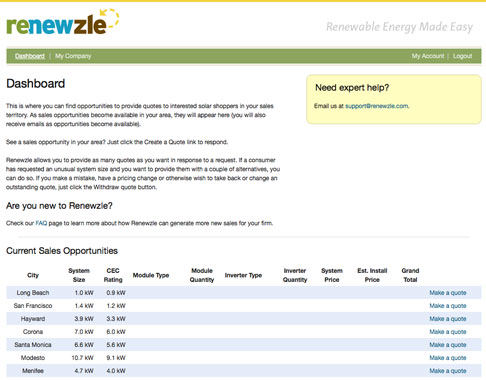 renewzle
Renewable Energy Made Easy
Dashboard | My Company
My Account | Logout
Dashboard
This is where you can find opportunities to provide quotes to interested solar shoppers in your sales
territory. As sales opportunities become available in your area, they will appear here (you will also
receive emails as opportunities become available).
See a sales opportunity in your area? Just click the Create a Quote link to respond.
Renewzle allows you to provide as many quotes as you want in response to a request. If a consumer
has requested an unusual system size and you want to provide them with a couple of alternatives, you
can do so. If you make a mistake, have a pricing change or otherwise wish to take back or change an
outstanding quote, just click the Withdraw quote button.
Are you new to Renewzle?
Check our FAQ page to learn more about how Renewzle can generate more new sales for your firm.
Need expert help?
Email us at support@renewzle.com.
Current Sales Opportunities
City System Size CEC Rating Module Type Module Quantity Inverter Type Inverter Quantity System Price Est. Install Price Grand Total
Long Beach 1.0 kW 0.9 kW Make a quote
San Francisco 1.4 kW 1.2 kW Make a quote
Hayward 3.9 kW 3.3 kW Make a quote
Corona 7.0 kW 6.0 kW Make a quote
Santa Monica 6.6 kW 5.6 kW Make a quote
Modesto 10.7 kW 9.1 kW Make a quote
Menifee 4.7 kW 4.0 kW Make a quote